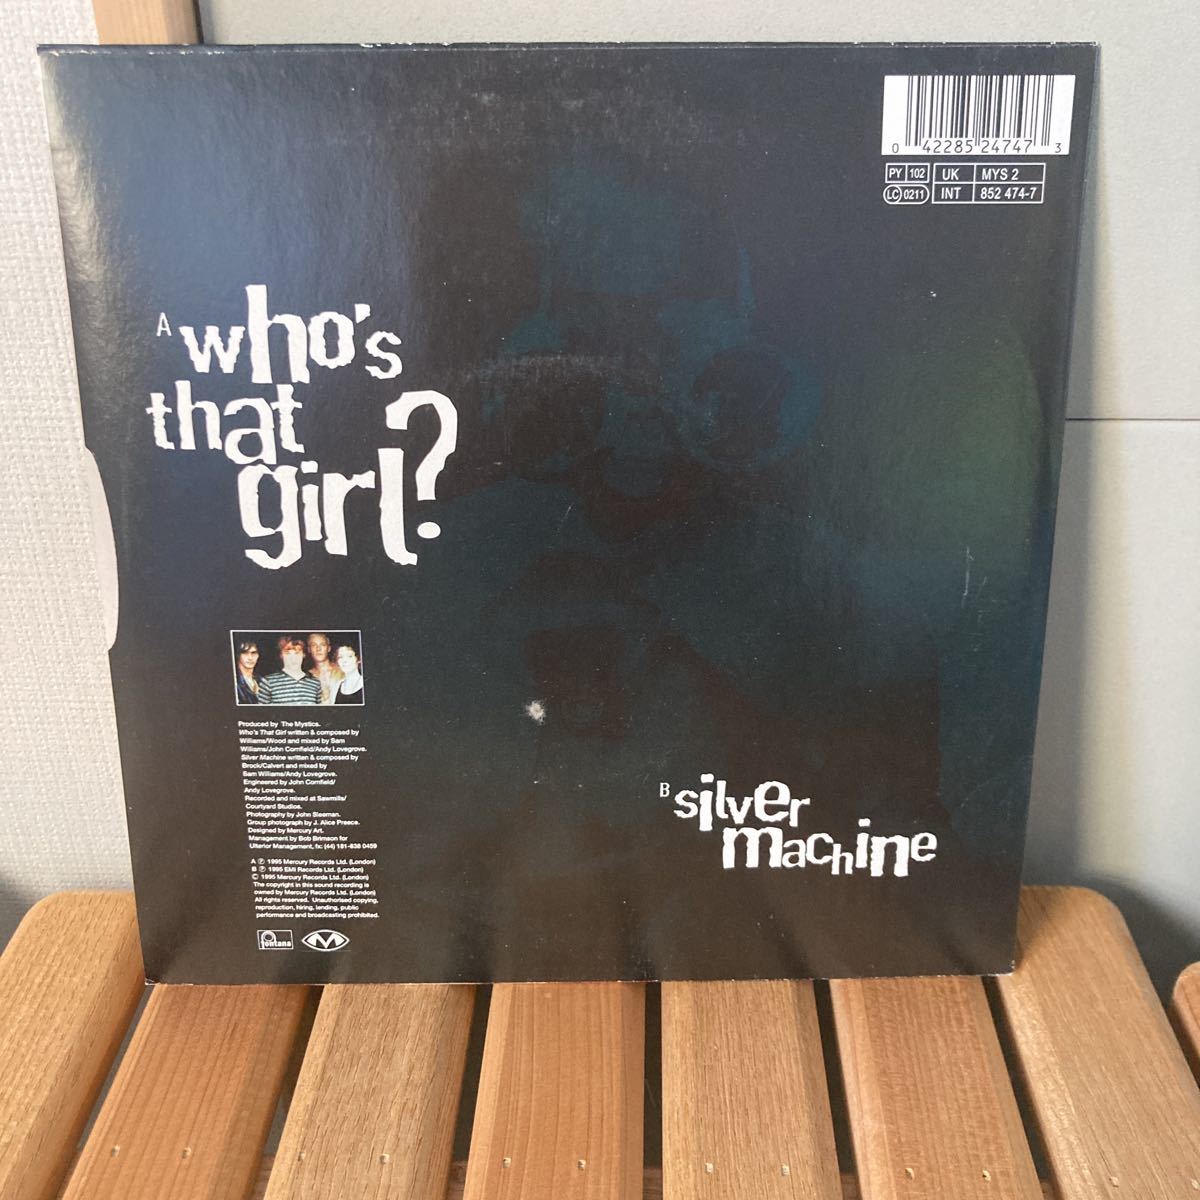 0 42285 24747 3
PY 102 UK MYS 2
LC 0211 INT 852 474-7
A who's
that
girl?
Produced by The Mystics.
Who's That Girl written & composed by
Williams/Wood and mixed by Sam
Williams/John Cornfield/Andy Lovegrove.
Silver Machine written & composed by
Brock/Calvert and mixed by
Sam Williams/Andy Lovegrove.
Engineered by John Cornfield/
Andy Lovegrove.
Recorded and mixed at Sawmills/
Courtyard Studios.
Photography by John Sleeman.
Group photograph by J. Alice Preece.
Designed by Mercury Art.
Management by Bob Brimson for
Ulterior Management, fx: (44) 181-838 0459
A ℗ 1995 Mercury Records Ltd. (London)
B ℗ 1995 EMI Records Ltd. (London)
© 1995 Mercury Records Ltd. (London)
The copyright in this sound recording is
owned by Mercury Records Ltd. (London)
All rights reserved. Unauthorised copying,
reproduction, hiring, lending, public
performance and broadcasting prohibited.
fontana M
B silver
machine